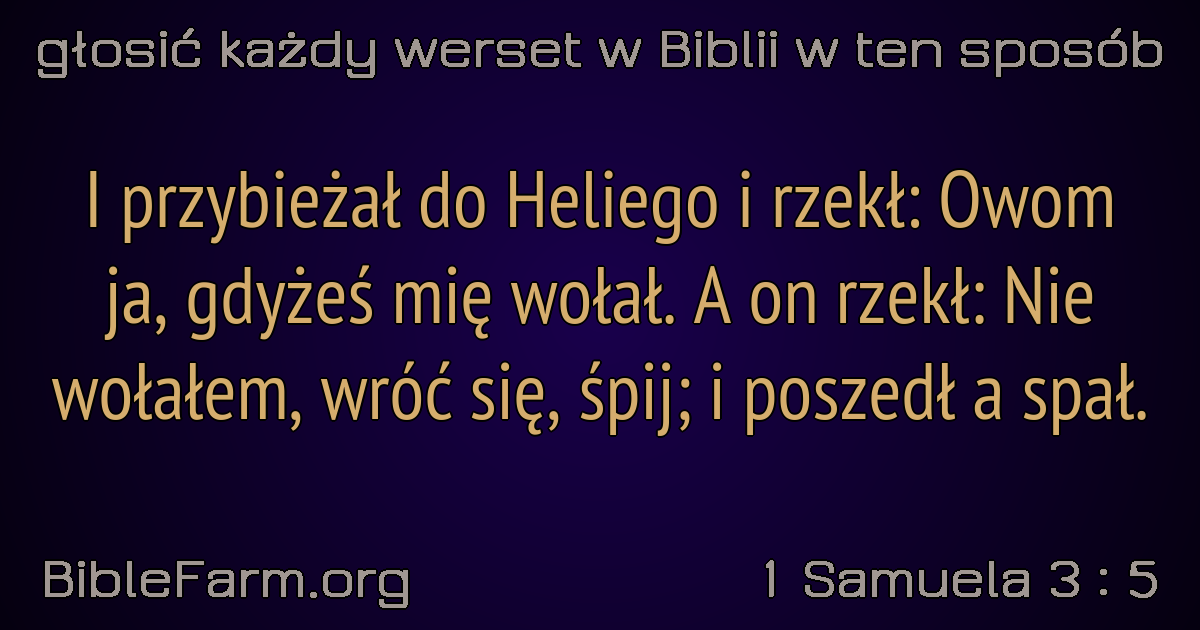 głosić każdy werset w Biblii w ten sposób
I przybieżał do Heliego i rzekł: Owom
ja, gdyżeś mię wołał. A on rzekł: Nie
wołałem, wróć się, śpij; i poszedł a spał.
BibleFarm.org
1 Samuela 3 : 5